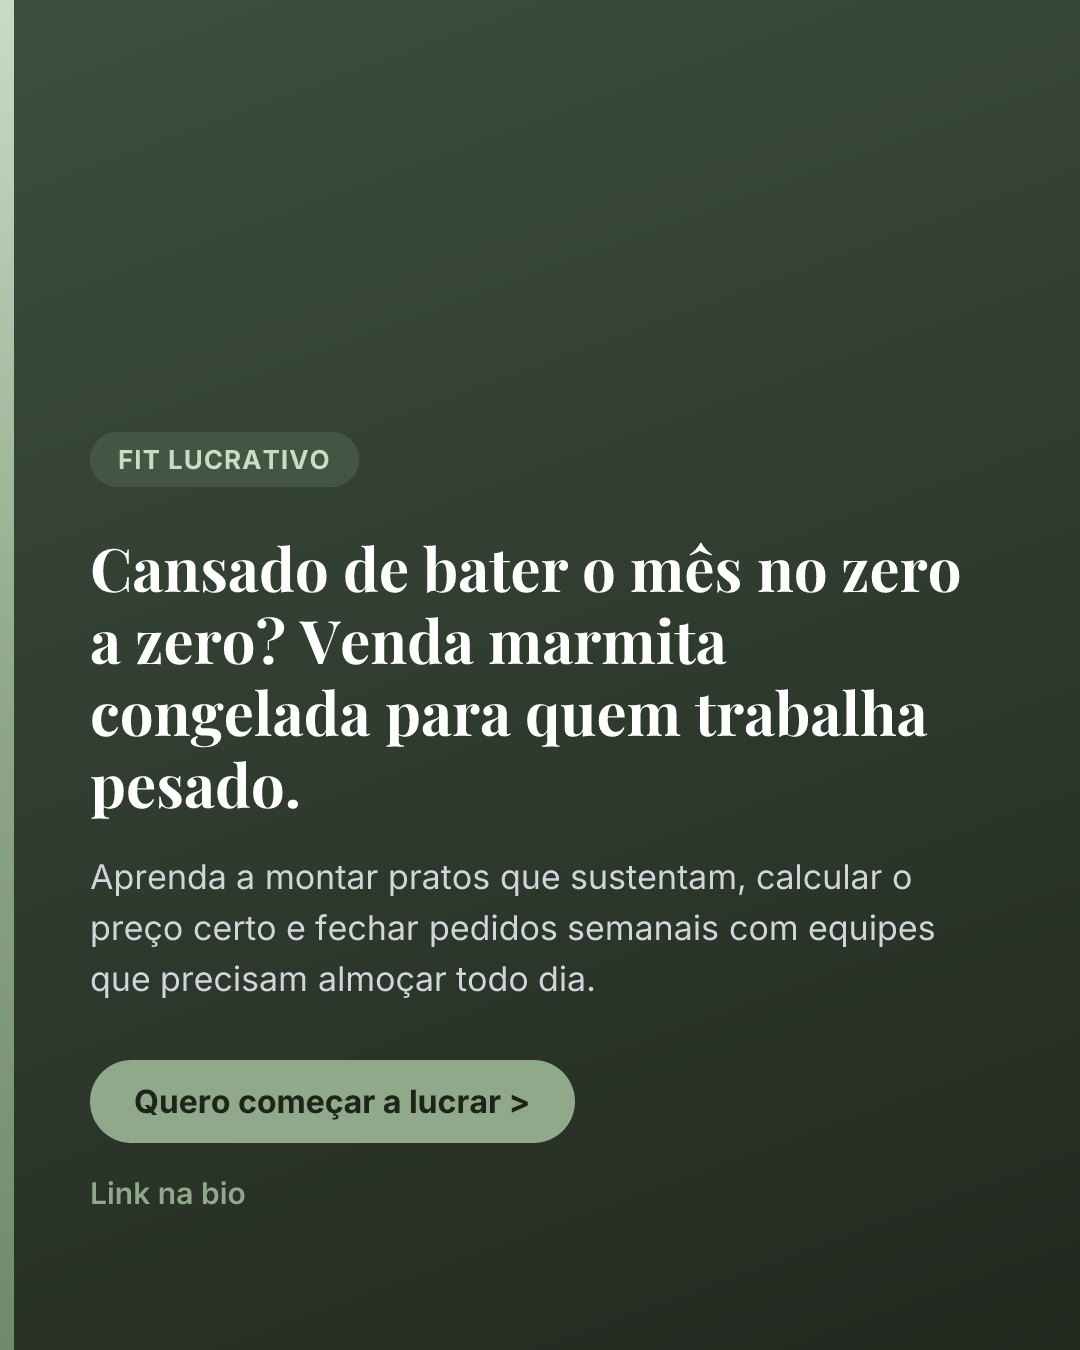 FIT LUCRATIVO
Cansado de bater o mês no zero
a zero? Venda marmita
congelada para quem trabalha
pesado.
Aprenda a montar pratos que sustentam, calcular o
preço certo e fechar pedidos semanais com equipes
que precisam almoçar todo dia.
Quero começar a lucrar >
Link na bio